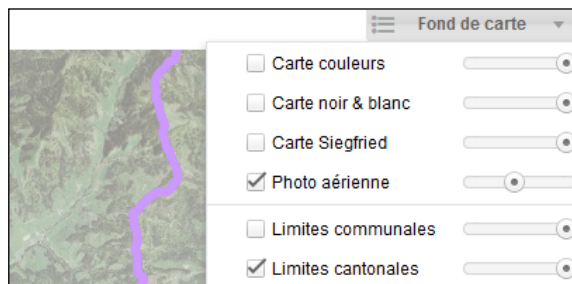 Fond de carte
Carte couleurs
Carte noir & blanc
Carte Siegfried
Photo aérienne
Limites communales
Limites cantonales